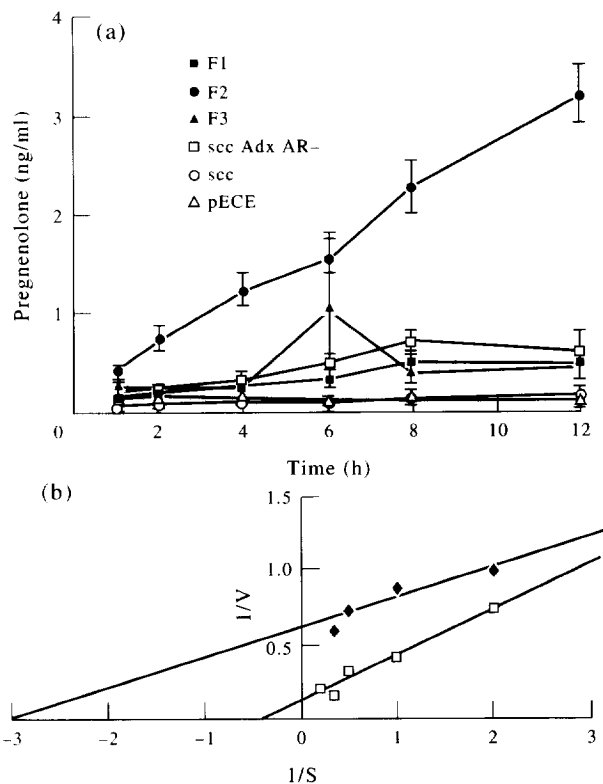 (a)
4
3
2
1
0
Pregnenolone (ng/ml)
F1
F2
F3
scc Adx AR–
scc
pECE
2
4
6
8
10
12
Time (h)
(b)
1.5
1.0
0.5
1/V
–3
–2
–1
0
1
2
3
1/S